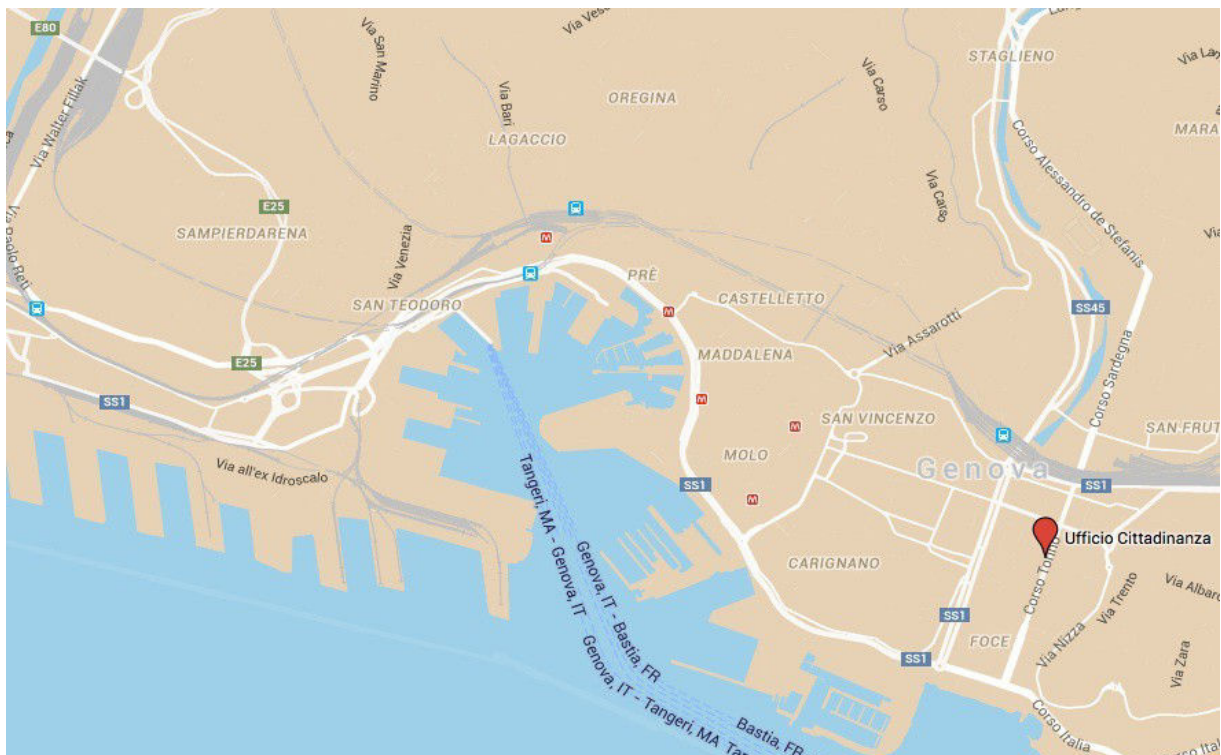 E80
Via Walter Fillak
Via San Marino
Via Bari
OREGINA
LAGACCIO
Via Carso
STAGLIENO
Corso Alessandro de Stefanis
Via Carso
E25
SAMPIERDARENA
Via Venezia
SAN TEODORO
PRÈ
CASTELLETTO
SS45
Via Assarotti
MADDALENA
Corso Sardegna
E25
SS1
SAN VINCENZO
SAN FRUT
Via all'ex Idroscalo
MOLO
Genova
SS1
SS1
Ufficio Cittadinanza
Corso Torino
CARIGNANO
Via Trento
Via Albaro
Tangeri, MA - Genova, IT - Genova, IT - Tangeri, MA
Genova, IT - Bastia, FR
Bastia, FR
SS1
FOCE
Via Nizza
Via Zara
SS1
Corso Italia